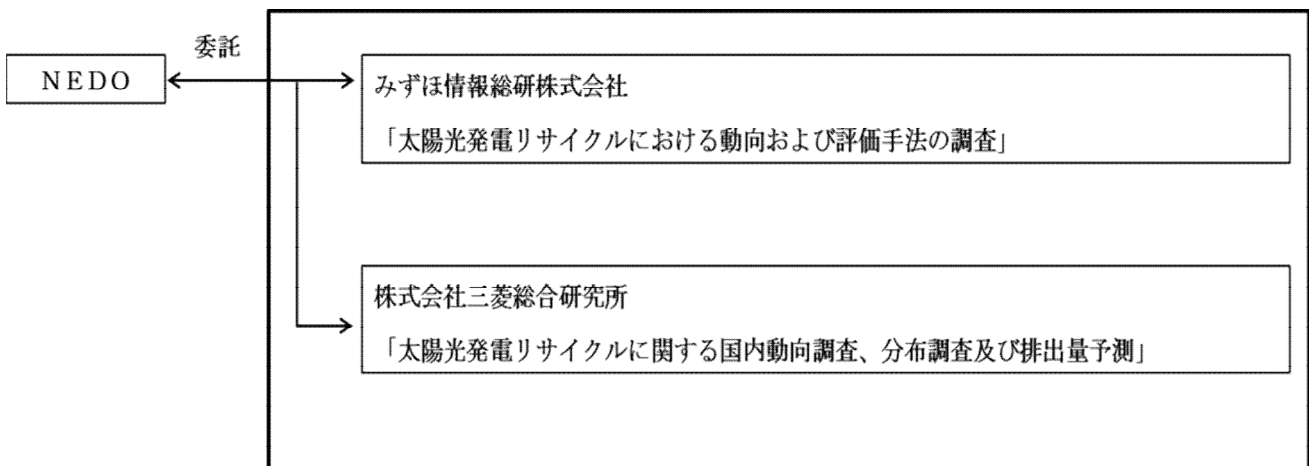 委託
ＮＥＤＯ
みずほ情報総研株式会社
「太陽光発電リサイクルにおける動向および評価手法の調査」
株式会社三菱総合研究所
「太陽光発電リサイクルに関する国内動向調査、分布調査及び排出量予測」